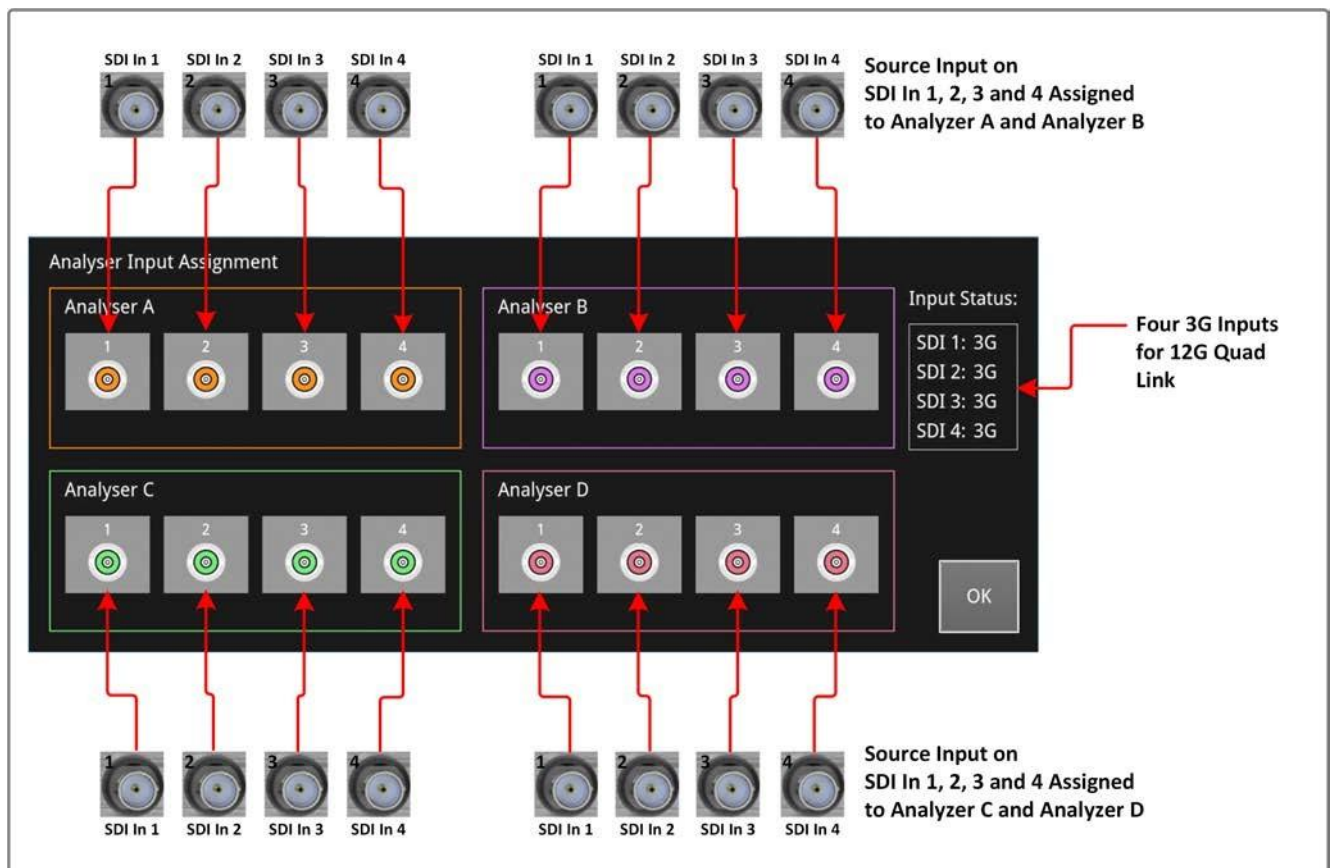 SDI In 1 SDI In 2 SDI In 3 SDI In 4 SDI In 1 SDI In 2 SDI In 3 SDI In 4
1 2 3 4 1 2 3 4
Source Input on
SDI In 1, 2, 3 and 4 Assigned
to Analyzer A and Analyzer B
Analyser Input Assignment
Analyser A
1 2 3 4
Analyser B
1 2 3 4
Input Status:
SDI 1: 3G
SDI 2: 3G
SDI 3: 3G
SDI 4: 3G
Four 3G Inputs
for 12G Quad
Link
Analyser C
1 2 3 4
Analyser D
1 2 3 4
OK
1 2 3 4 1 2 3 4
SDI In 1 SDI In 2 SDI In 3 SDI In 4 SDI In 1 SDI In 2 SDI In 3 SDI In 4
Source Input on
SDI In 1, 2, 3 and 4 Assigned
to Analyzer C and Analyzer D